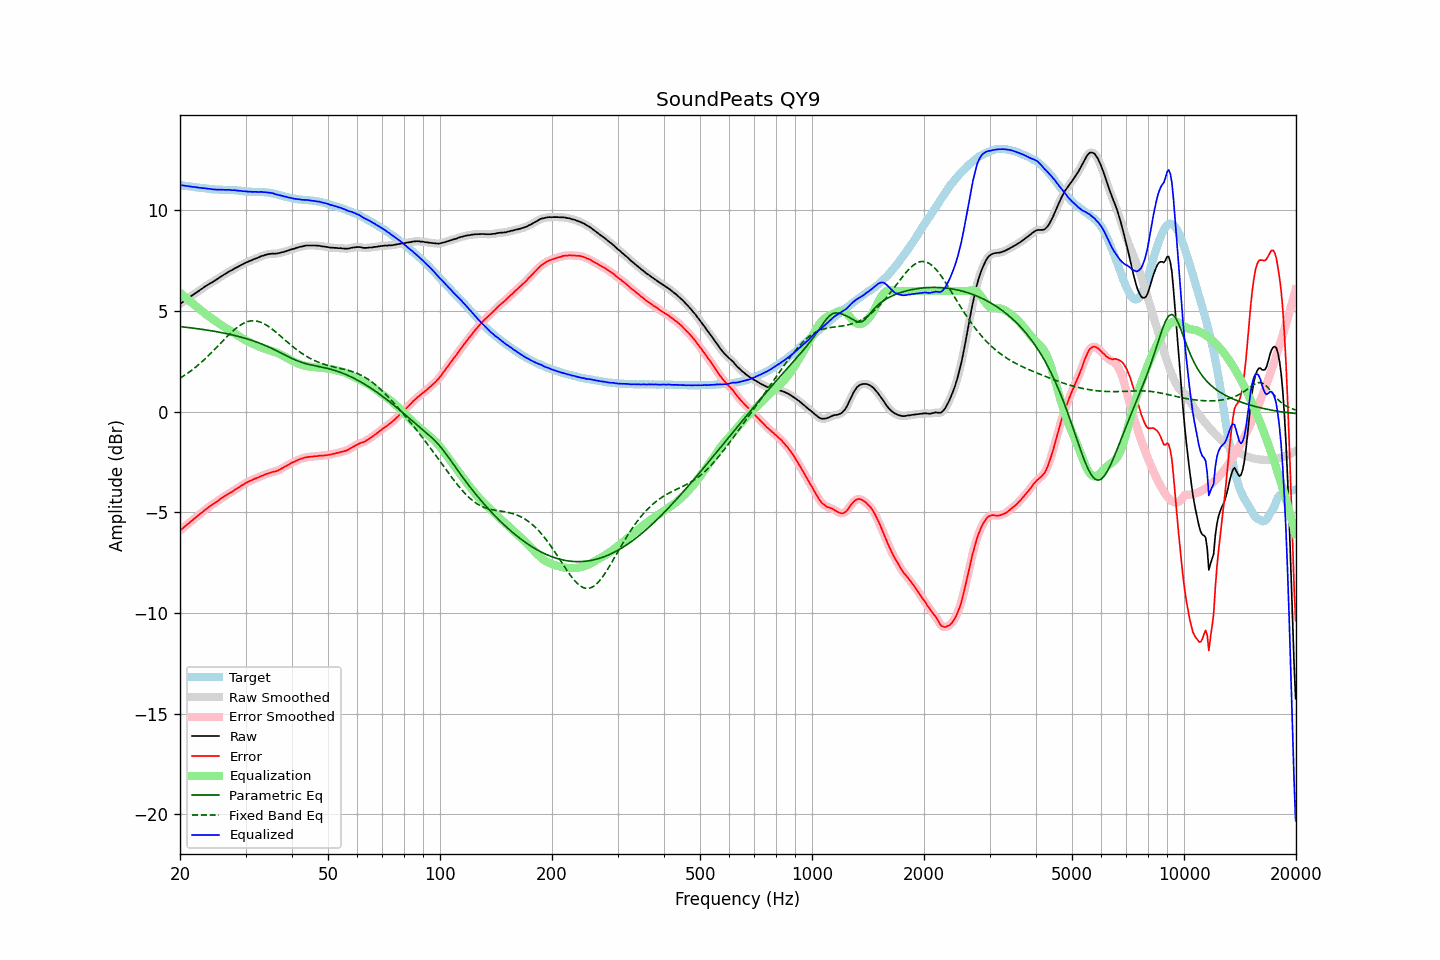 SoundPeats QY9
Amplitude (dBr)
10
5
0
−5
−10
−15
−20
Target
Raw Smoothed
Error Smoothed
Raw
Error
Equalization
Parametric Eq
Fixed Band Eq
Equalized
20 50 100 200 500 1000 2000 5000 10000 20000
Frequency (Hz)